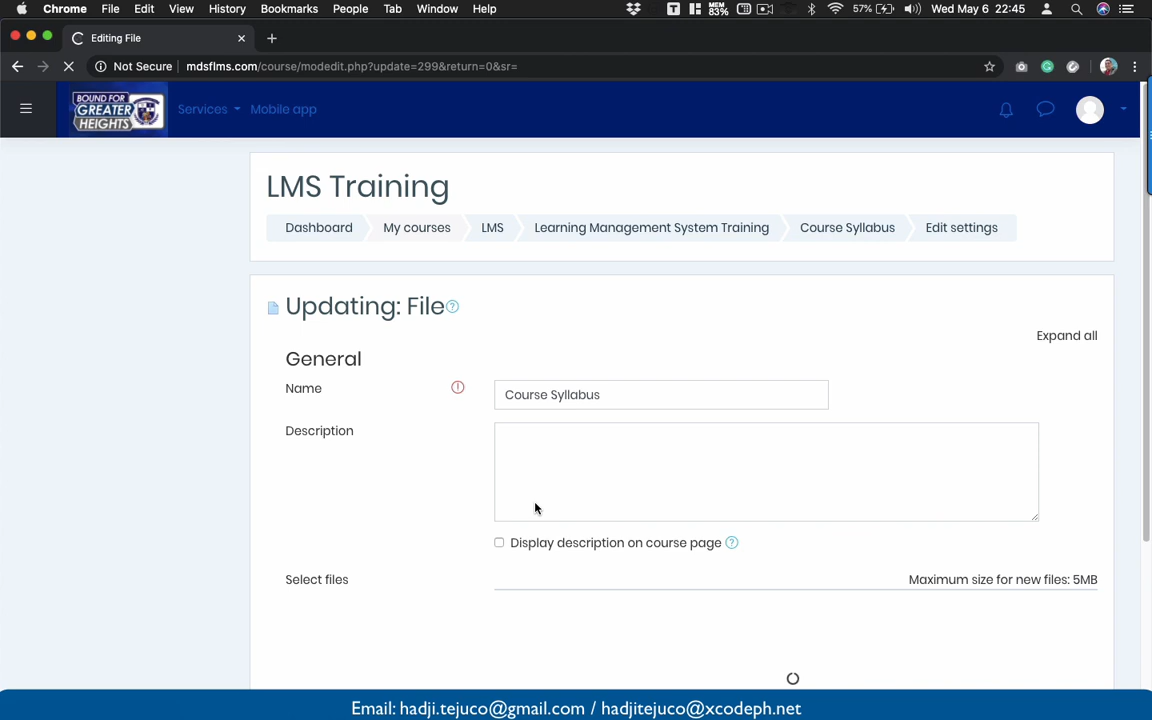 Chrome File Edit View History Bookmarks People Tab Window Help T MEM 83% 57% Wed May 6 22:45
Editing File
Not Secure mdsflms.com/course/modedit.php?update=299&return=0&sr=
BOUND FOR
GREATER
HEIGHTS
Services Mobile app
LMS Training
Dashboard My courses LMS Learning Management System Training Course Syllabus Edit settings
Updating: File
Expand all
General
Name Course Syllabus
Description
Display description on course page
Select files Maximum size for new files: 5MB
Email: hadji.tejuco@gmail.com / hadjitejuco@xcodeph.net